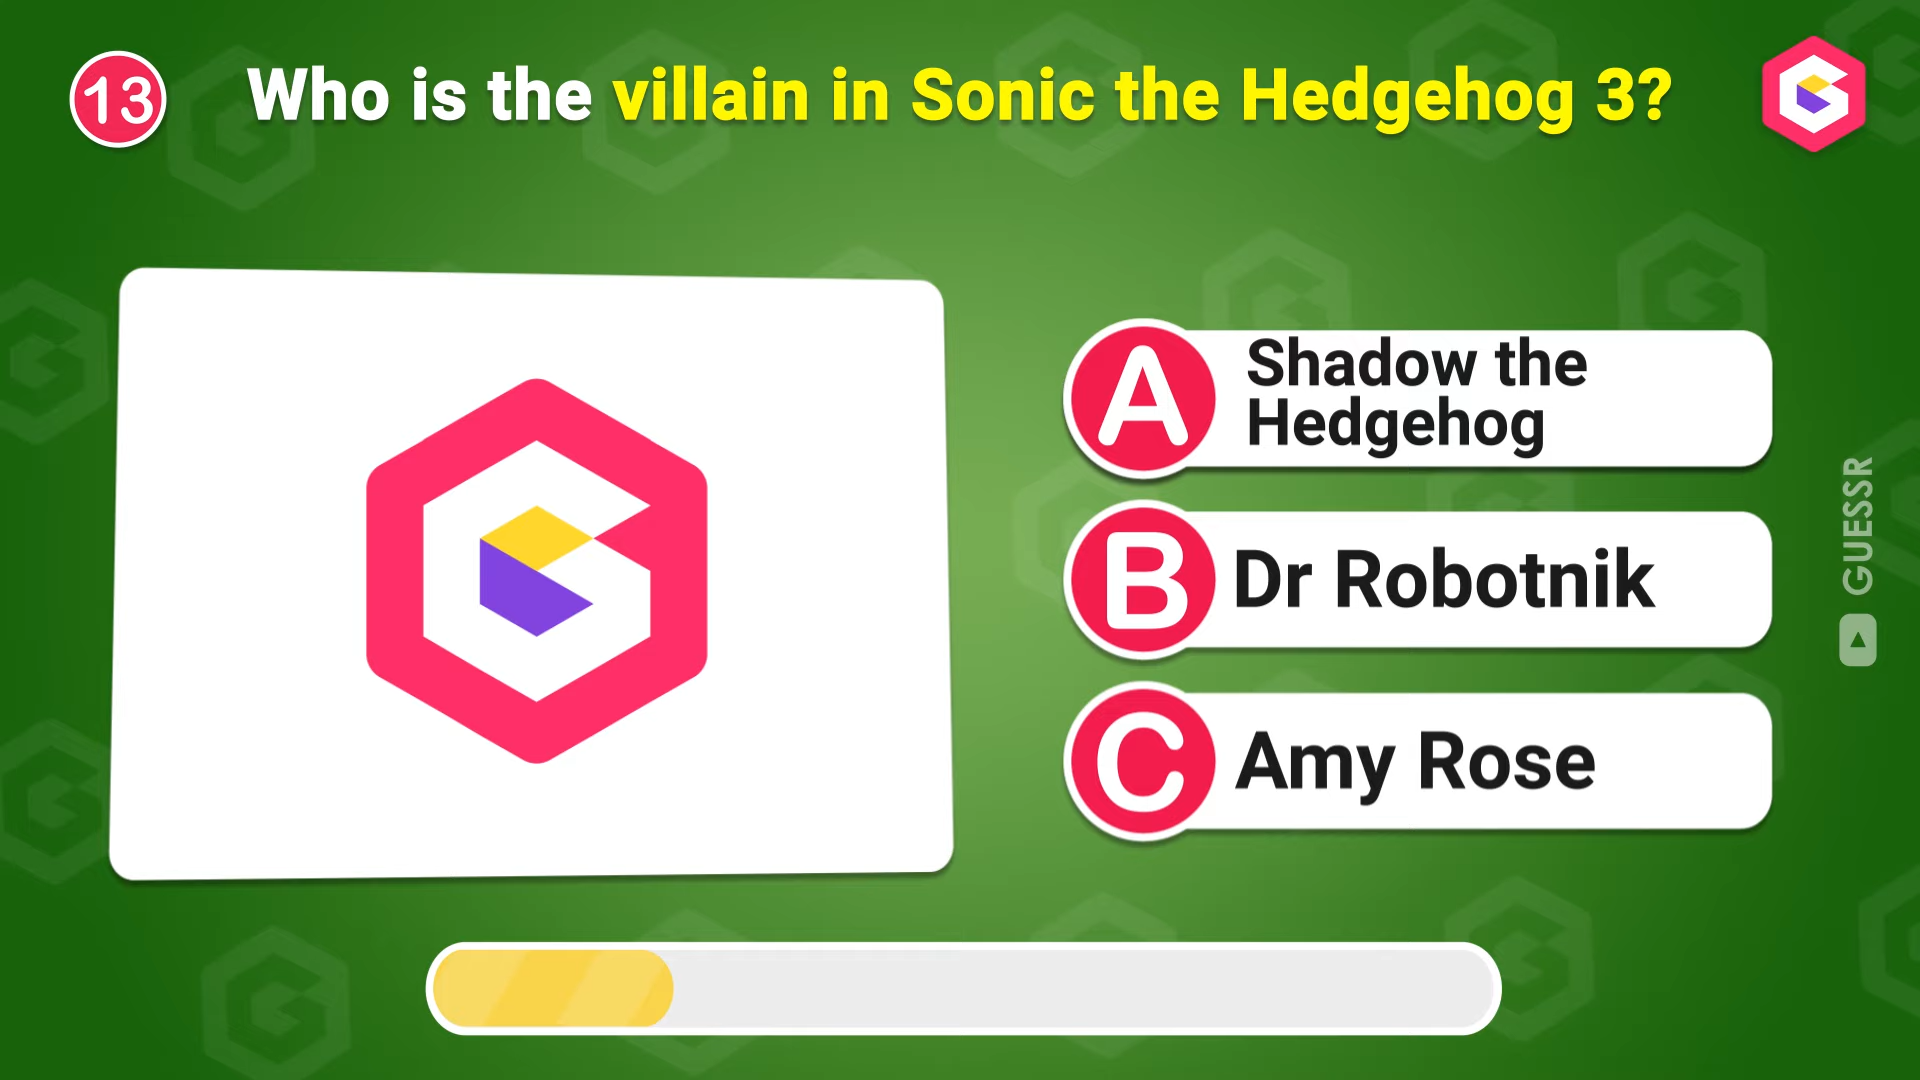 13
Who is the villain in Sonic the Hedgehog 3?
A
Shadow the
Hedgehog
B
Dr Robotnik
C
Amy Rose
GUESSR